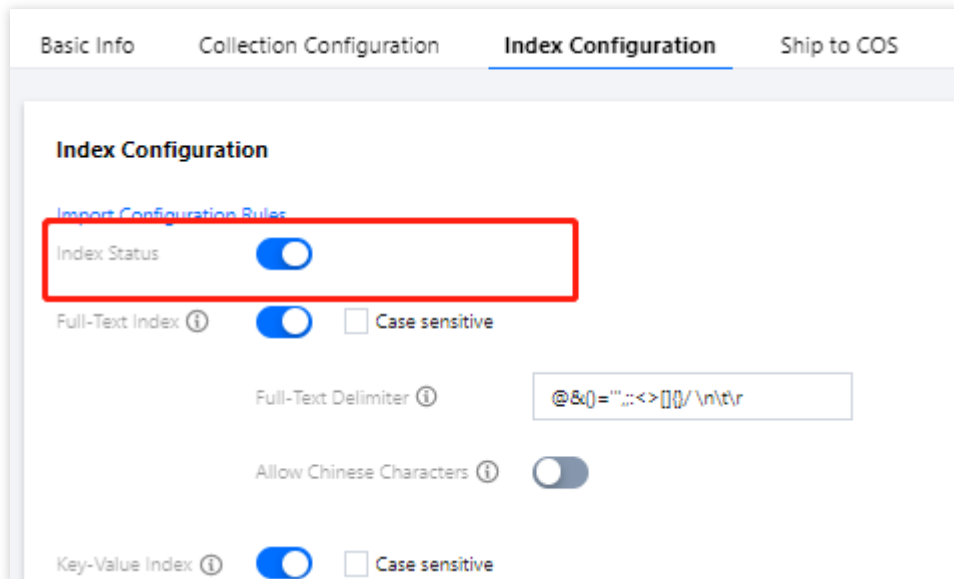 Basic Info Collection Configuration Index Configuration Ship to COS
Index Configuration
Import Configuration Rules
Index Status
Full-Text Index Case sensitive
Full-Text Delimiter @&()='",;:<>[]{}/ \n\t\r
Allow Chinese Characters
Key-Value Index Case sensitive